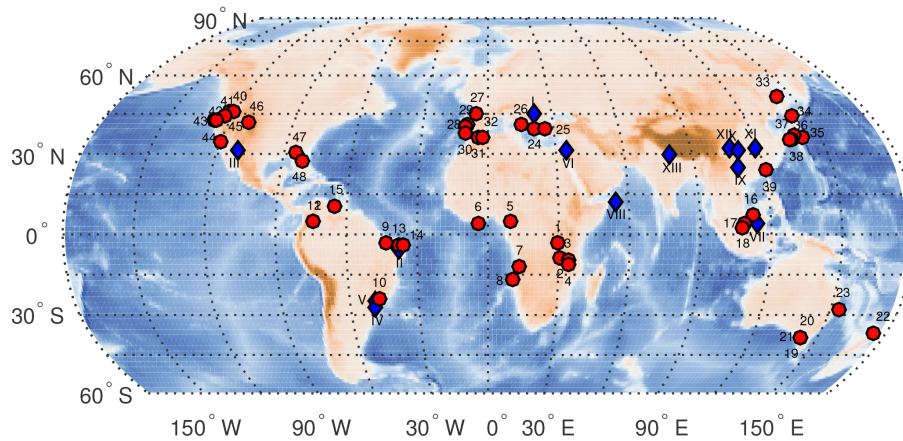 90° N
60° N
33
27
I
42 41 40
46
34
29
26
28
32
37
36
35
43
45
25
44
30
31
24
38
47
XII
XI
III
30° N
VI
XIII
48
IX
39
15
VIII
16
12
6
5
17
VII
18
0°
9
13
14
1
3
II
7
2
4
8
10
V
23
IV
20
22
30° S
21
19
60° S
150° W
90° W
30° W
0°
30° E
90° E
150° E